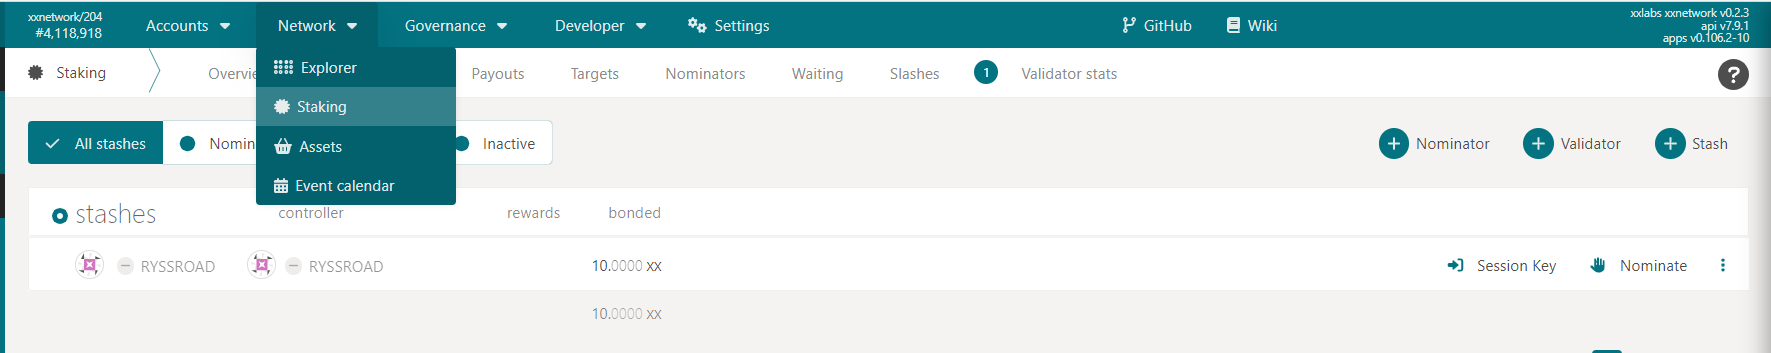 xxnetwork/204
#4,118,918
Accounts
Network
Governance
Developer
Settings
GitHub
Wiki
xxlabs xxnetwork v0.2.3
api v7.9.1
apps v0.106.2-10
Explorer
Staking
Assets
Event calendar
Staking
Overvie
Payouts
Targets
Nominators
Waiting
Slashes
1
Validator stats
?
All stashes
Nomin
Inactive
Nominator
Validator
Stash
stashes
controller
rewards
bonded
RYSSROAD
RYSSROAD
10.0000 XX
Session Key
Nominate
10.0000 XX